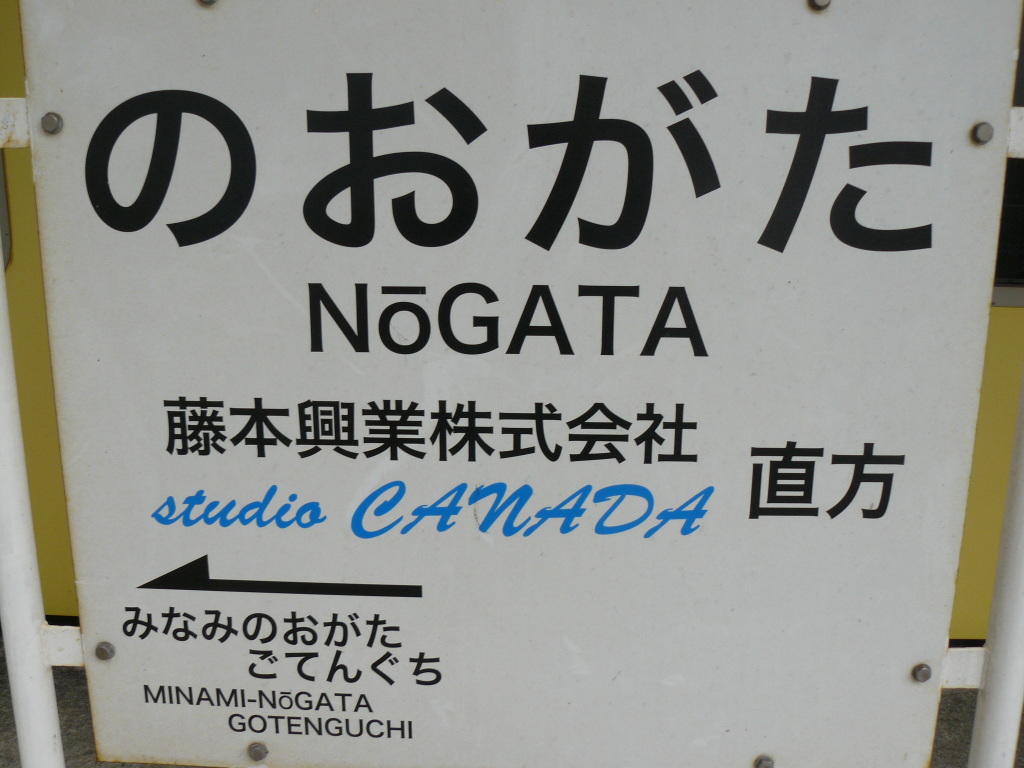 のおがた
NōGATA
藤本興業株式会社
studio CANADA
直方
みなみのおがた
ごてんぐち
MINAMI-NōGATA
GOTENGUCHI